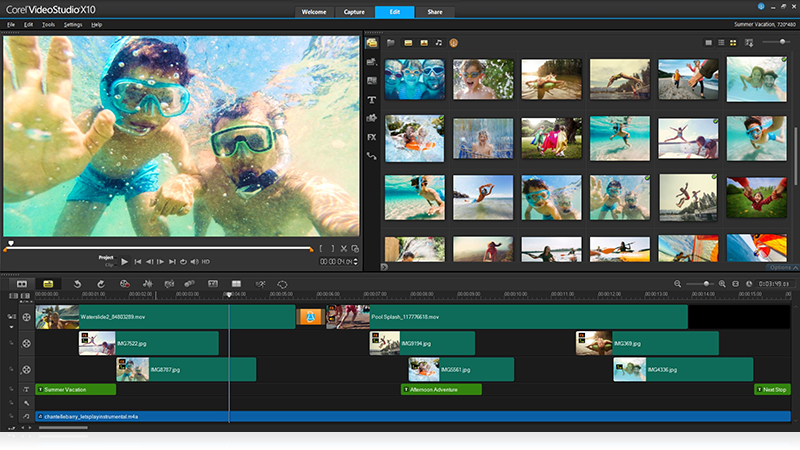 Corel VideoStudio X10
Welcome Capture Edit Share
File Edit Tools Settings Help
Summer Vacation, 720*480
T
FX
Project
Clip
HD
00:00:04:04
Options
0:03:49:03
00:00:00:00 00:00:01:00 00:00:02:00 00:00:03:00 00:00:04:00 00:00:05:00 00:00:06:00 00:00:07:00 00:00:08:00 00:00:09:00 00:00:10:00 00:00:11:00 00:00:12:00 00:00:13:00 00:00:14:00 00:00:15:00
Waterslide2_84803289.mov
Pool Splash_117776618.mov
IMG7522.jpg
IMG9194.jpg
IMG369.jpg
IMG8787.jpg
IMG5561.jpg
IMG4336.jpg
Summer Vacation
Afternoon Adventure
Next Stop
chantellebarry_letsplayinstrumental.m4a